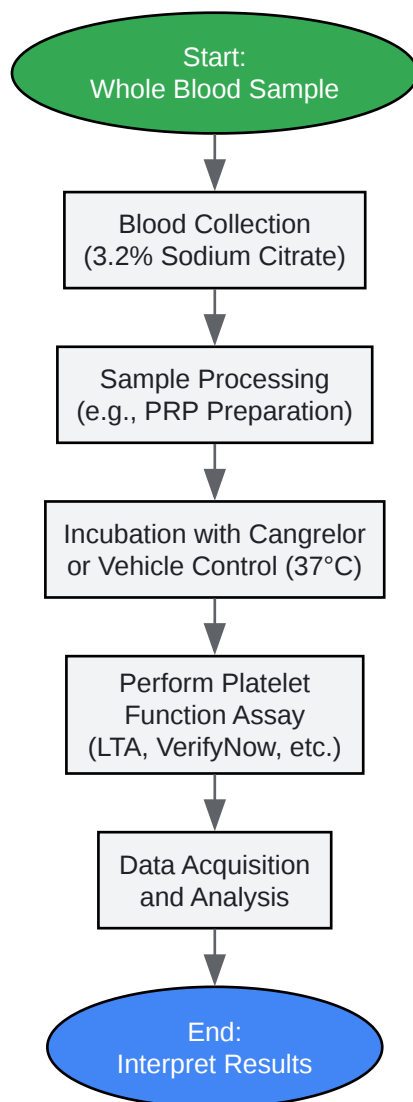 Start:
Whole Blood Sample
Blood Collection
(3.2% Sodium Citrate)
Sample Processing
(e.g., PRP Preparation)
Incubation with Cangrelor
or Vehicle Control (37°C)
Perform Platelet
Function Assay
(LTA, VerifyNow, etc.)
Data Acquisition
and Analysis
End:
Interpret Results